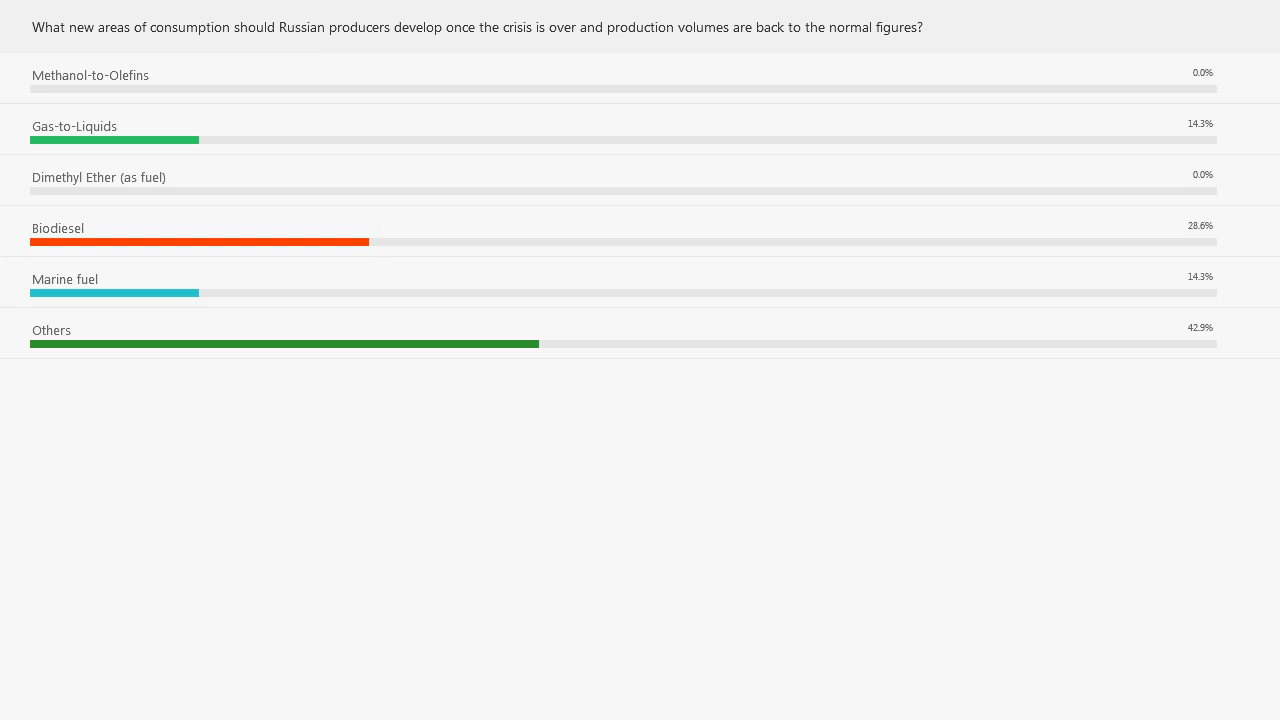 What new areas of consumption should Russian producers develop once the crisis is over and production volumes are back to the normal figures?
Methanol-to-Olefins
0.0%
Gas-to-Liquids
14.3%
Dimethyl Ether (as fuel)
0.0%
Biodiesel
28.6%
Marine fuel
14.3%
Others
42.9%